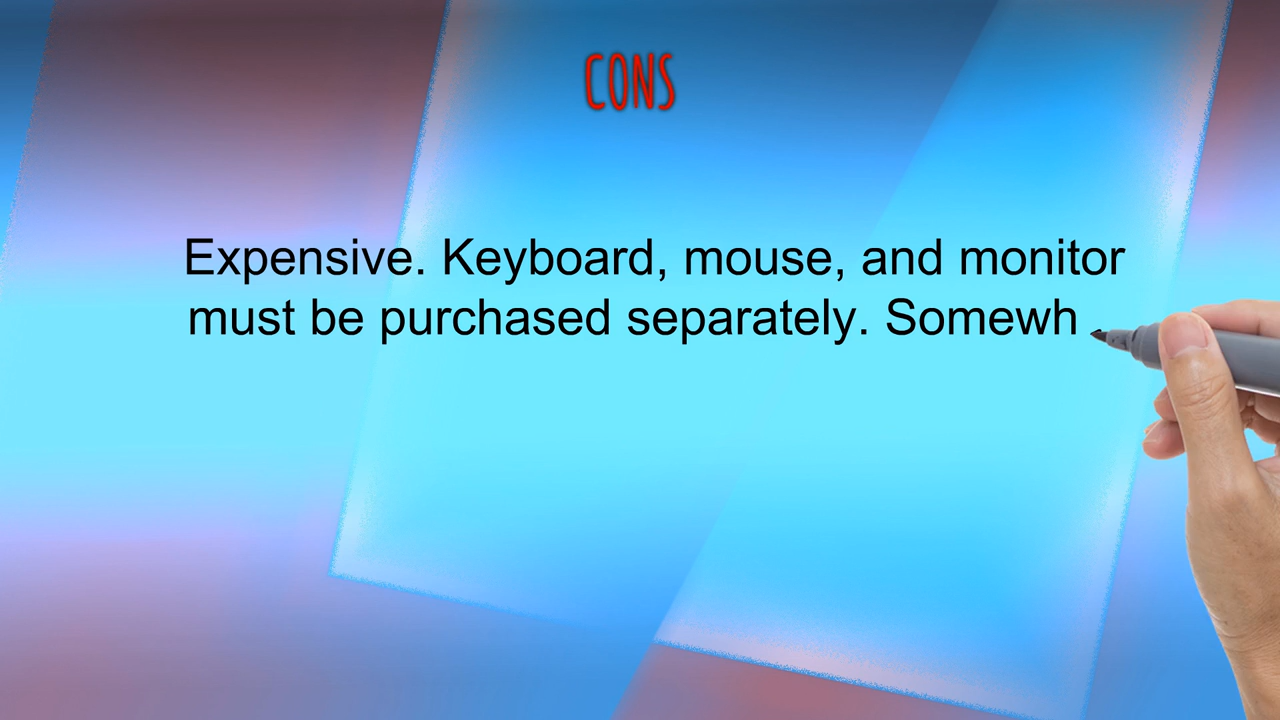 CONS
Expensive. Keyboard, mouse, and monitor
must be purchased separately. Somewh